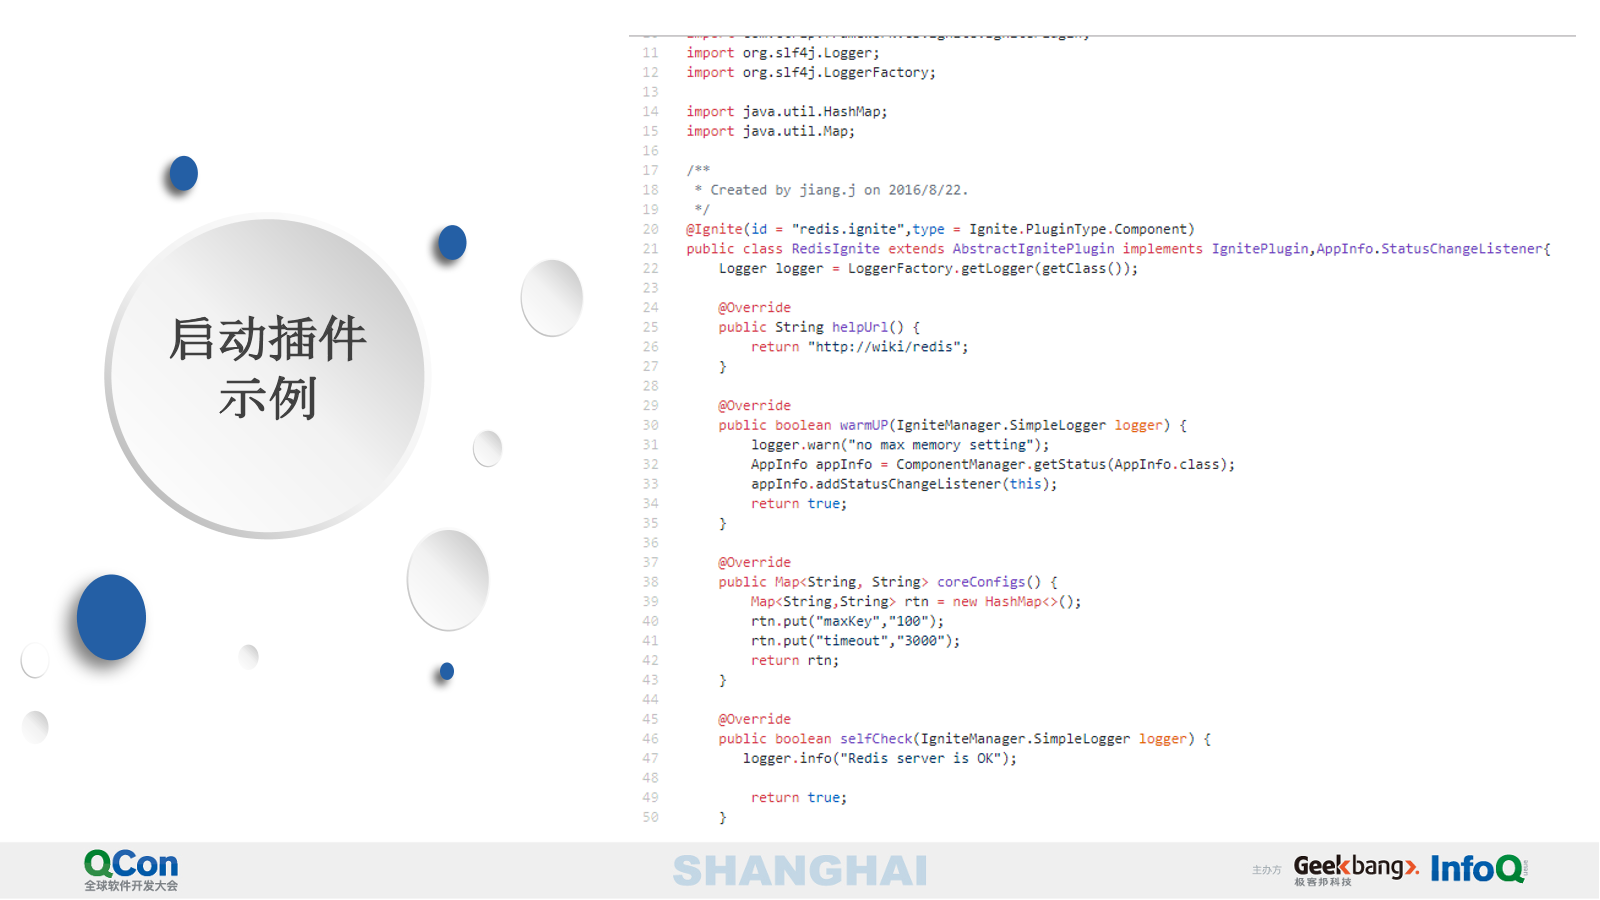 启动插件
示例
11 import org.slf4j.Logger;
12 import org.slf4j.LoggerFactory;
13
14 import java.util.HashMap;
15 import java.util.Map;
16
17 /**
18  * Created by jiang.j on 2016/8/22.
19  */
20 @Ignite(id = "redis.ignite",type = Ignite.PluginType.Component)
21 public class RedisIgnite extends AbstractIgnitePlugin implements IgnitePlugin,AppInfo.StatusChangeListener{
22     Logger logger = LoggerFactory.getLogger(getClass());
23
24     @Override
25     public String helpUrl() {
26         return "http://wiki/redis";
27     }
28
29     @Override
30     public boolean warmUP(IgniteManager.SimpleLogger logger) {
31         logger.warn("no max memory setting");
32         AppInfo appInfo = ComponentManager.getStatus(AppInfo.class);
33         appInfo.addStatusChangeListener(this);
34         return true;
35     }
36
37     @Override
38     public Map<String, String> coreConfigs() {
39         Map<String,String> rtn = new HashMap<>();
40         rtn.put("maxKey","100");
41         rtn.put("timeout","3000");
42         return rtn;
43     }
44
45     @Override
46     public boolean selfCheck(IgniteManager.SimpleLogger logger) {
47        logger.info("Redis server is OK");
48
49         return true;
50     }
QCon
全球软件开发大会
SHANGHAI
主办方
Geekbang
极客邦科技
InfoQ